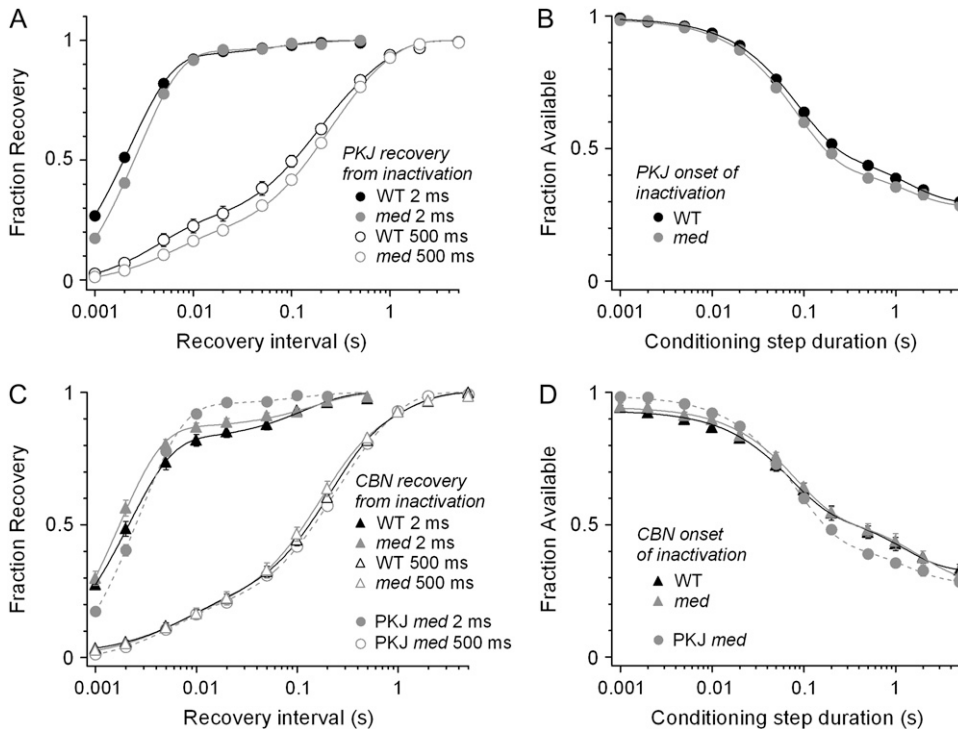 A
Fraction Recovery
1
0.5
0
PKJ recovery
from inactivation
WT 2 ms
med 2 ms
WT 500 ms
med 500 ms
0.001 0.01 0.1 1
Recovery interval (s)
B
Fraction Available
1
0.5
0
PKJ onset of
inactivation
WT
med
0.001 0.01 0.1 1
Conditioning step duration (s)
C
Fraction Recovery
1
0.5
0
CBN recovery
from inactivation
WT 2 ms
med 2 ms
WT 500 ms
med 500 ms
PKJ med 2 ms
PKJ med 500 ms
0.001 0.01 0.1 1
Recovery interval (s)
D
Fraction Available
1
0.5
0
CBN onset
of inactivation
WT
med
PKJ med
0.001 0.01 0.1 1
Conditioning step duration (s)